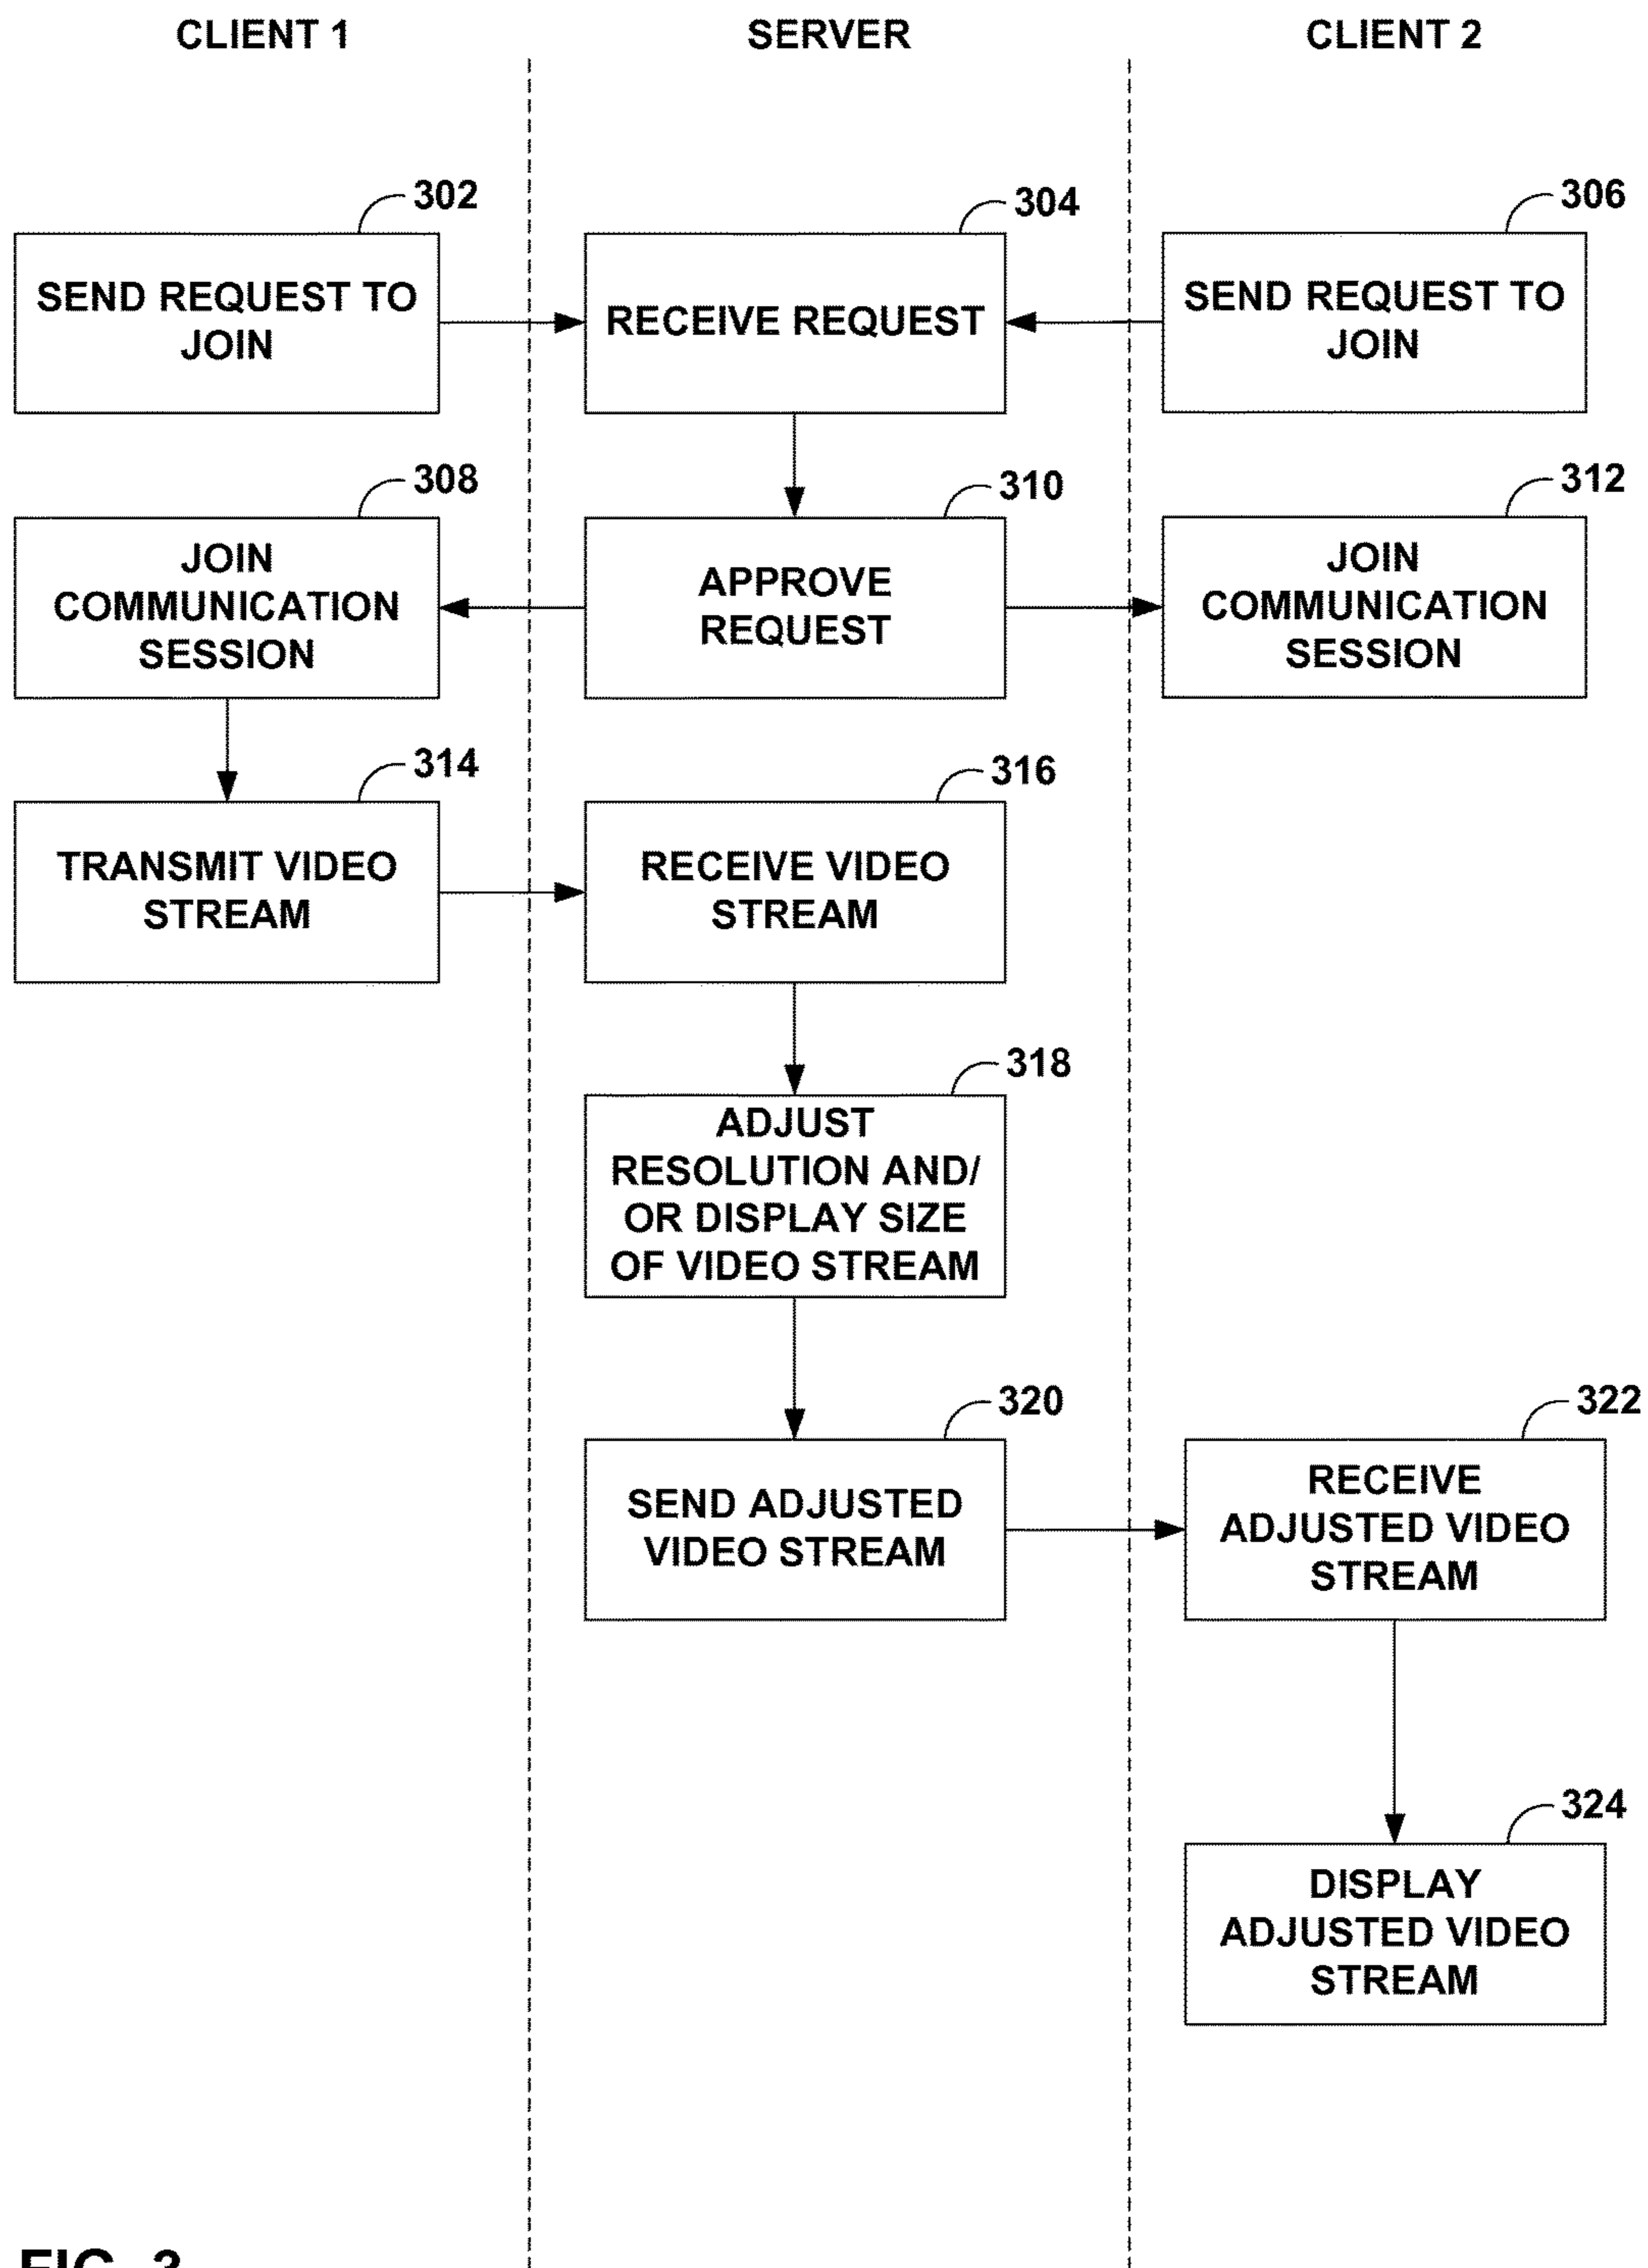 CLIENT 1
SERVER
CLIENT 2
302
304
306
SEND REQUEST TO
JOIN
RECEIVE REQUEST
SEND REQUEST TO
JOIN
308
310
312
JOIN
COMMUNICATION
SESSION
APPROVE
REQUEST
JOIN
COMMUNICATION
SESSION
314
316
TRANSMIT VIDEO
STREAM
RECEIVE VIDEO
STREAM
318
ADJUST
RESOLUTION AND/
OR DISPLAY SIZE
OF VIDEO STREAM
320
322
SEND ADJUSTED
VIDEO STREAM
RECEIVE
ADJUSTED VIDEO
STREAM
324
DISPLAY
ADJUSTED VIDEO
STREAM
FIG. 3